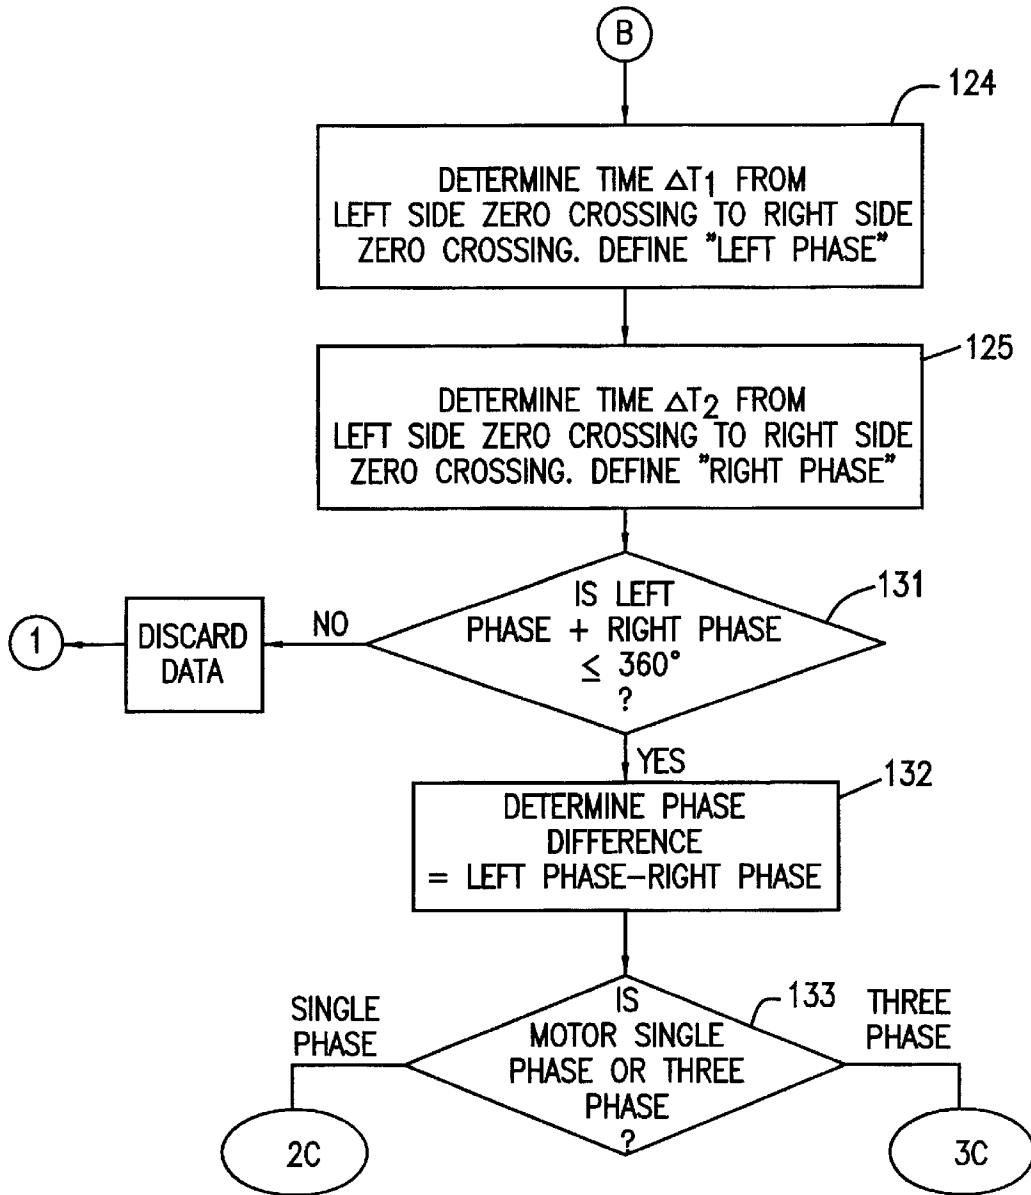 B
124
DETERMINE TIME △T1 FROM
LEFT SIDE ZERO CROSSING TO RIGHT SIDE
ZERO CROSSING. DEFINE "LEFT PHASE"
125
DETERMINE TIME △T2 FROM
LEFT SIDE ZERO CROSSING TO RIGHT SIDE
ZERO CROSSING. DEFINE "RIGHT PHASE"
131
IS LEFT
PHASE + RIGHT PHASE
≤ 360°
?
NO
DISCARD
DATA
1
YES
132
DETERMINE PHASE
DIFFERENCE
= LEFT PHASE-RIGHT PHASE
133
IS
MOTOR SINGLE
PHASE OR THREE
PHASE
?
SINGLE
PHASE
THREE
PHASE
2C
3C